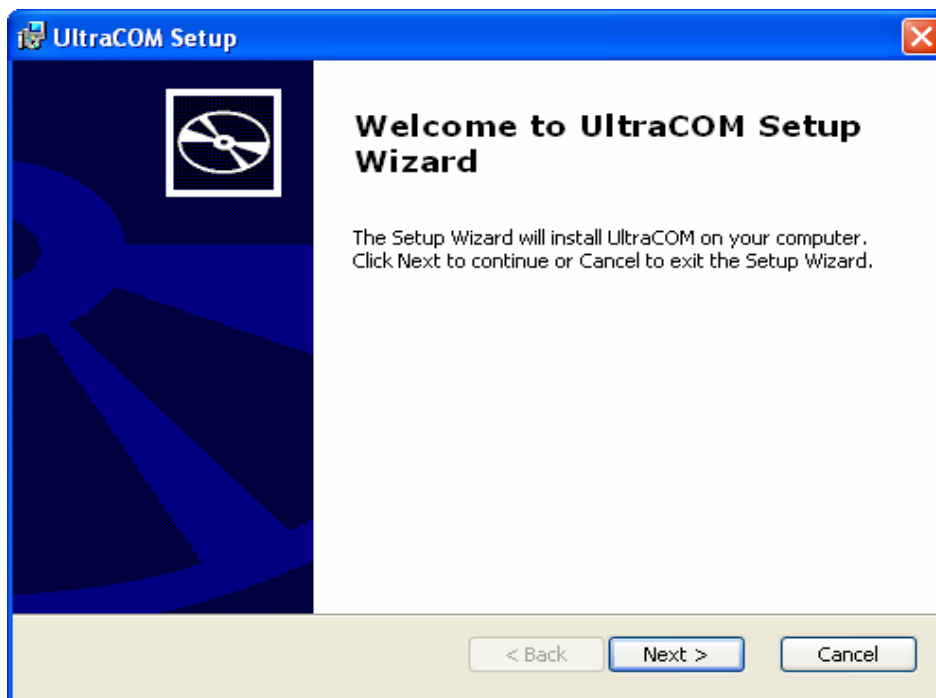 UltraCOM Setup
Welcome to UltraCOM Setup
Wizard
The Setup Wizard will install UltraCOM on your computer.
Click Next to continue or Cancel to exit the Setup Wizard.
< Back
Next >
Cancel